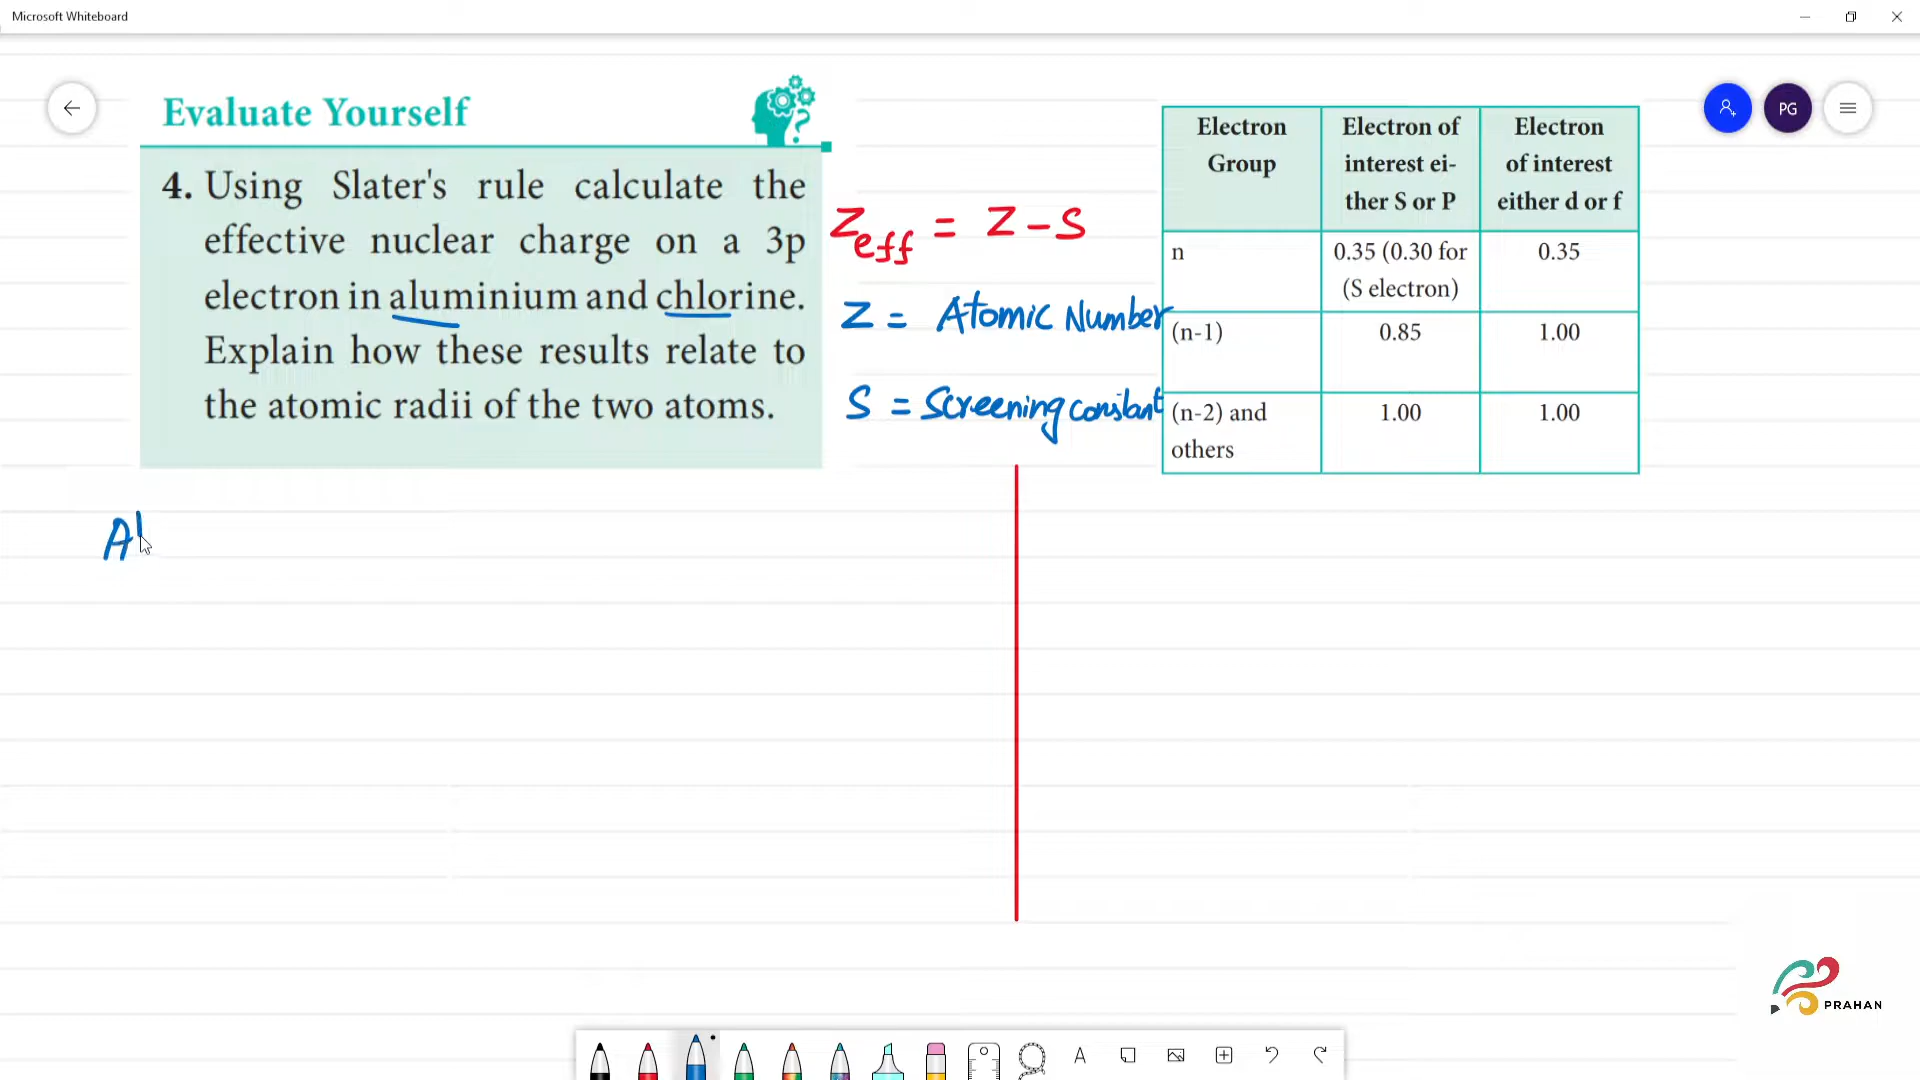 Microsoft Whiteboard
PG
Evaluate Yourself
4. Using Slater's rule calculate the
effective nuclear charge on a 3p
electron in aluminium and chlorine.
Explain how these results relate to
the atomic radii of the two atoms.
Zeff = Z - S
Z = Atomic Number
S = Screening constant
Electron Group
Electron of interest ei-ther S or P
Electron of interest either d or f
n
0.35 (0.30 for (S electron)
0.35
(n-1)
0.85
1.00
(n-2) and others
1.00
1.00
Al
PRAHAN
A